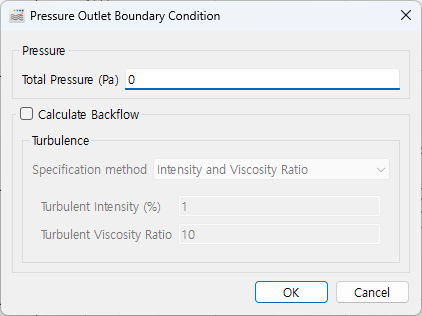 Pressure Outlet Boundary Condition
Pressure
Total Pressure (Pa) 0
Calculate Backflow
Turbulence
Specification method Intensity and Viscosity Ratio
Turbulent Intensity (%) 1
Turbulent Viscosity Ratio 10
OK Cancel